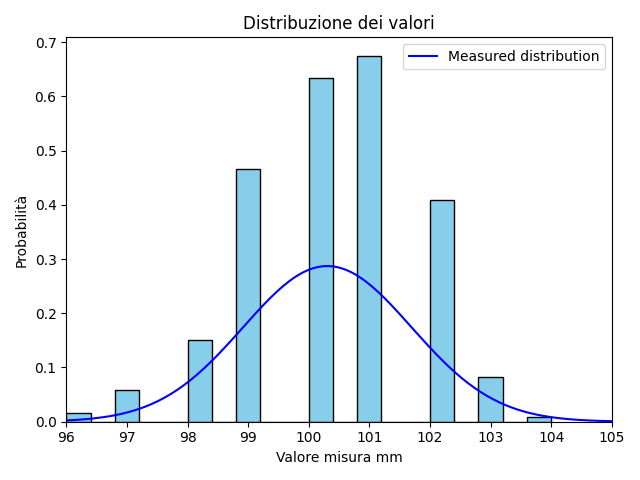 Distribuzione dei valori
Measured distribution
Probabilità
0.7
0.6
0.5
0.4
0.3
0.2
0.1
0.0
96 97 98 99 100 101 102 103 104 105
Valore misura mm